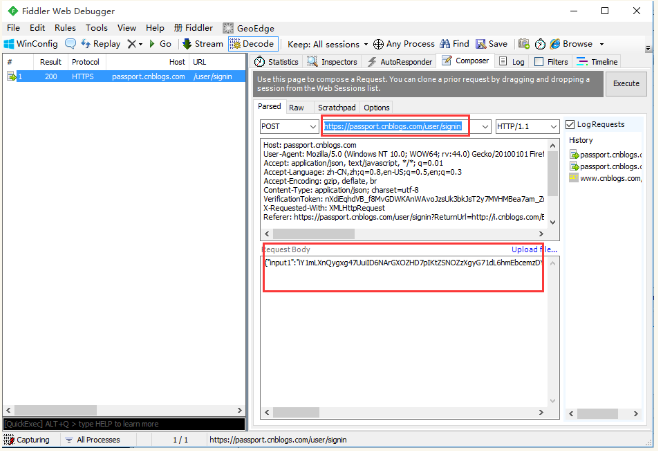 Fiddler Web Debugger
File Edit Rules Tools View Help Fiddler GeoEdge
WinConfig Replay Go Stream Decode Keep: All sessions Any Process Find Save Browse
# Result Protocol Host URL
1 200 HTTPS passport.cnblogs.com /user/signin
Statistics Inspectors AutoResponder Composer Log Filters Timeline
Use this page to compose a Request. You can clone a prior request by dragging and dropping a
session from the Web Sessions list.
Execute
Parsed Raw Scratchpad Options
POST https://passport.cnblogs.com/user/signin HTTP/1.1
Log Requests
History
passport.cnblogs.c
passport.cnblogs.c
www.cnblogs.com,
Host: passport.cnblogs.com
User-Agent: Mozilla/5.0 (Windows NT 10.0; WOW64; rv:44.0) Gecko/20100101 Firef
Accept: application/json, text/javascript, */*; q=0.01
Accept-Language: zh-CN,zh;q=0.8,en-US;q=0.5,en;q=0.3
Accept-Encoding: gzip, deflate, br
Content-Type: application/json; charset=utf-8
VerificationToken:
X-Requested-With: XMLHttpRequest
Referer: https://passport.cnblogs.com/user/signin?ReturnUrl=http://i.cnblogs.com/E
Request Body Upload file...
{"input1":
[QuickExec] ALT+Q > type HELP to learn more
Capturing All Processes 1 / 1 https://passport.cnblogs.com/user/signin